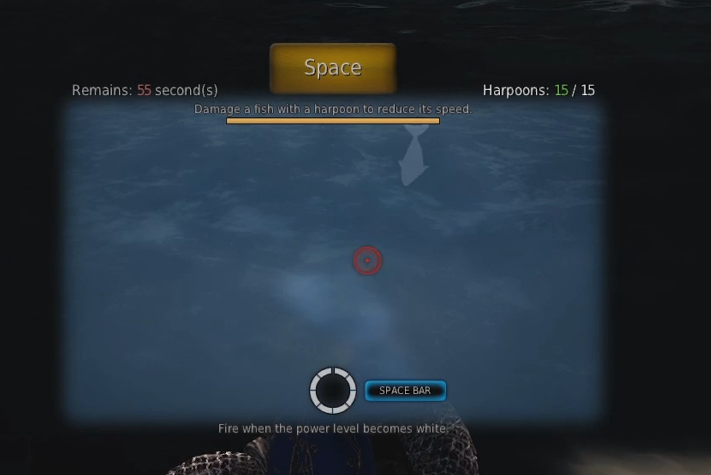 Space
Remains: 55 second(s)
Harpoons: 15 / 15
Damage a fish with a harpoon to reduce its speed.
SPACE BAR
Fire when the power level becomes white.